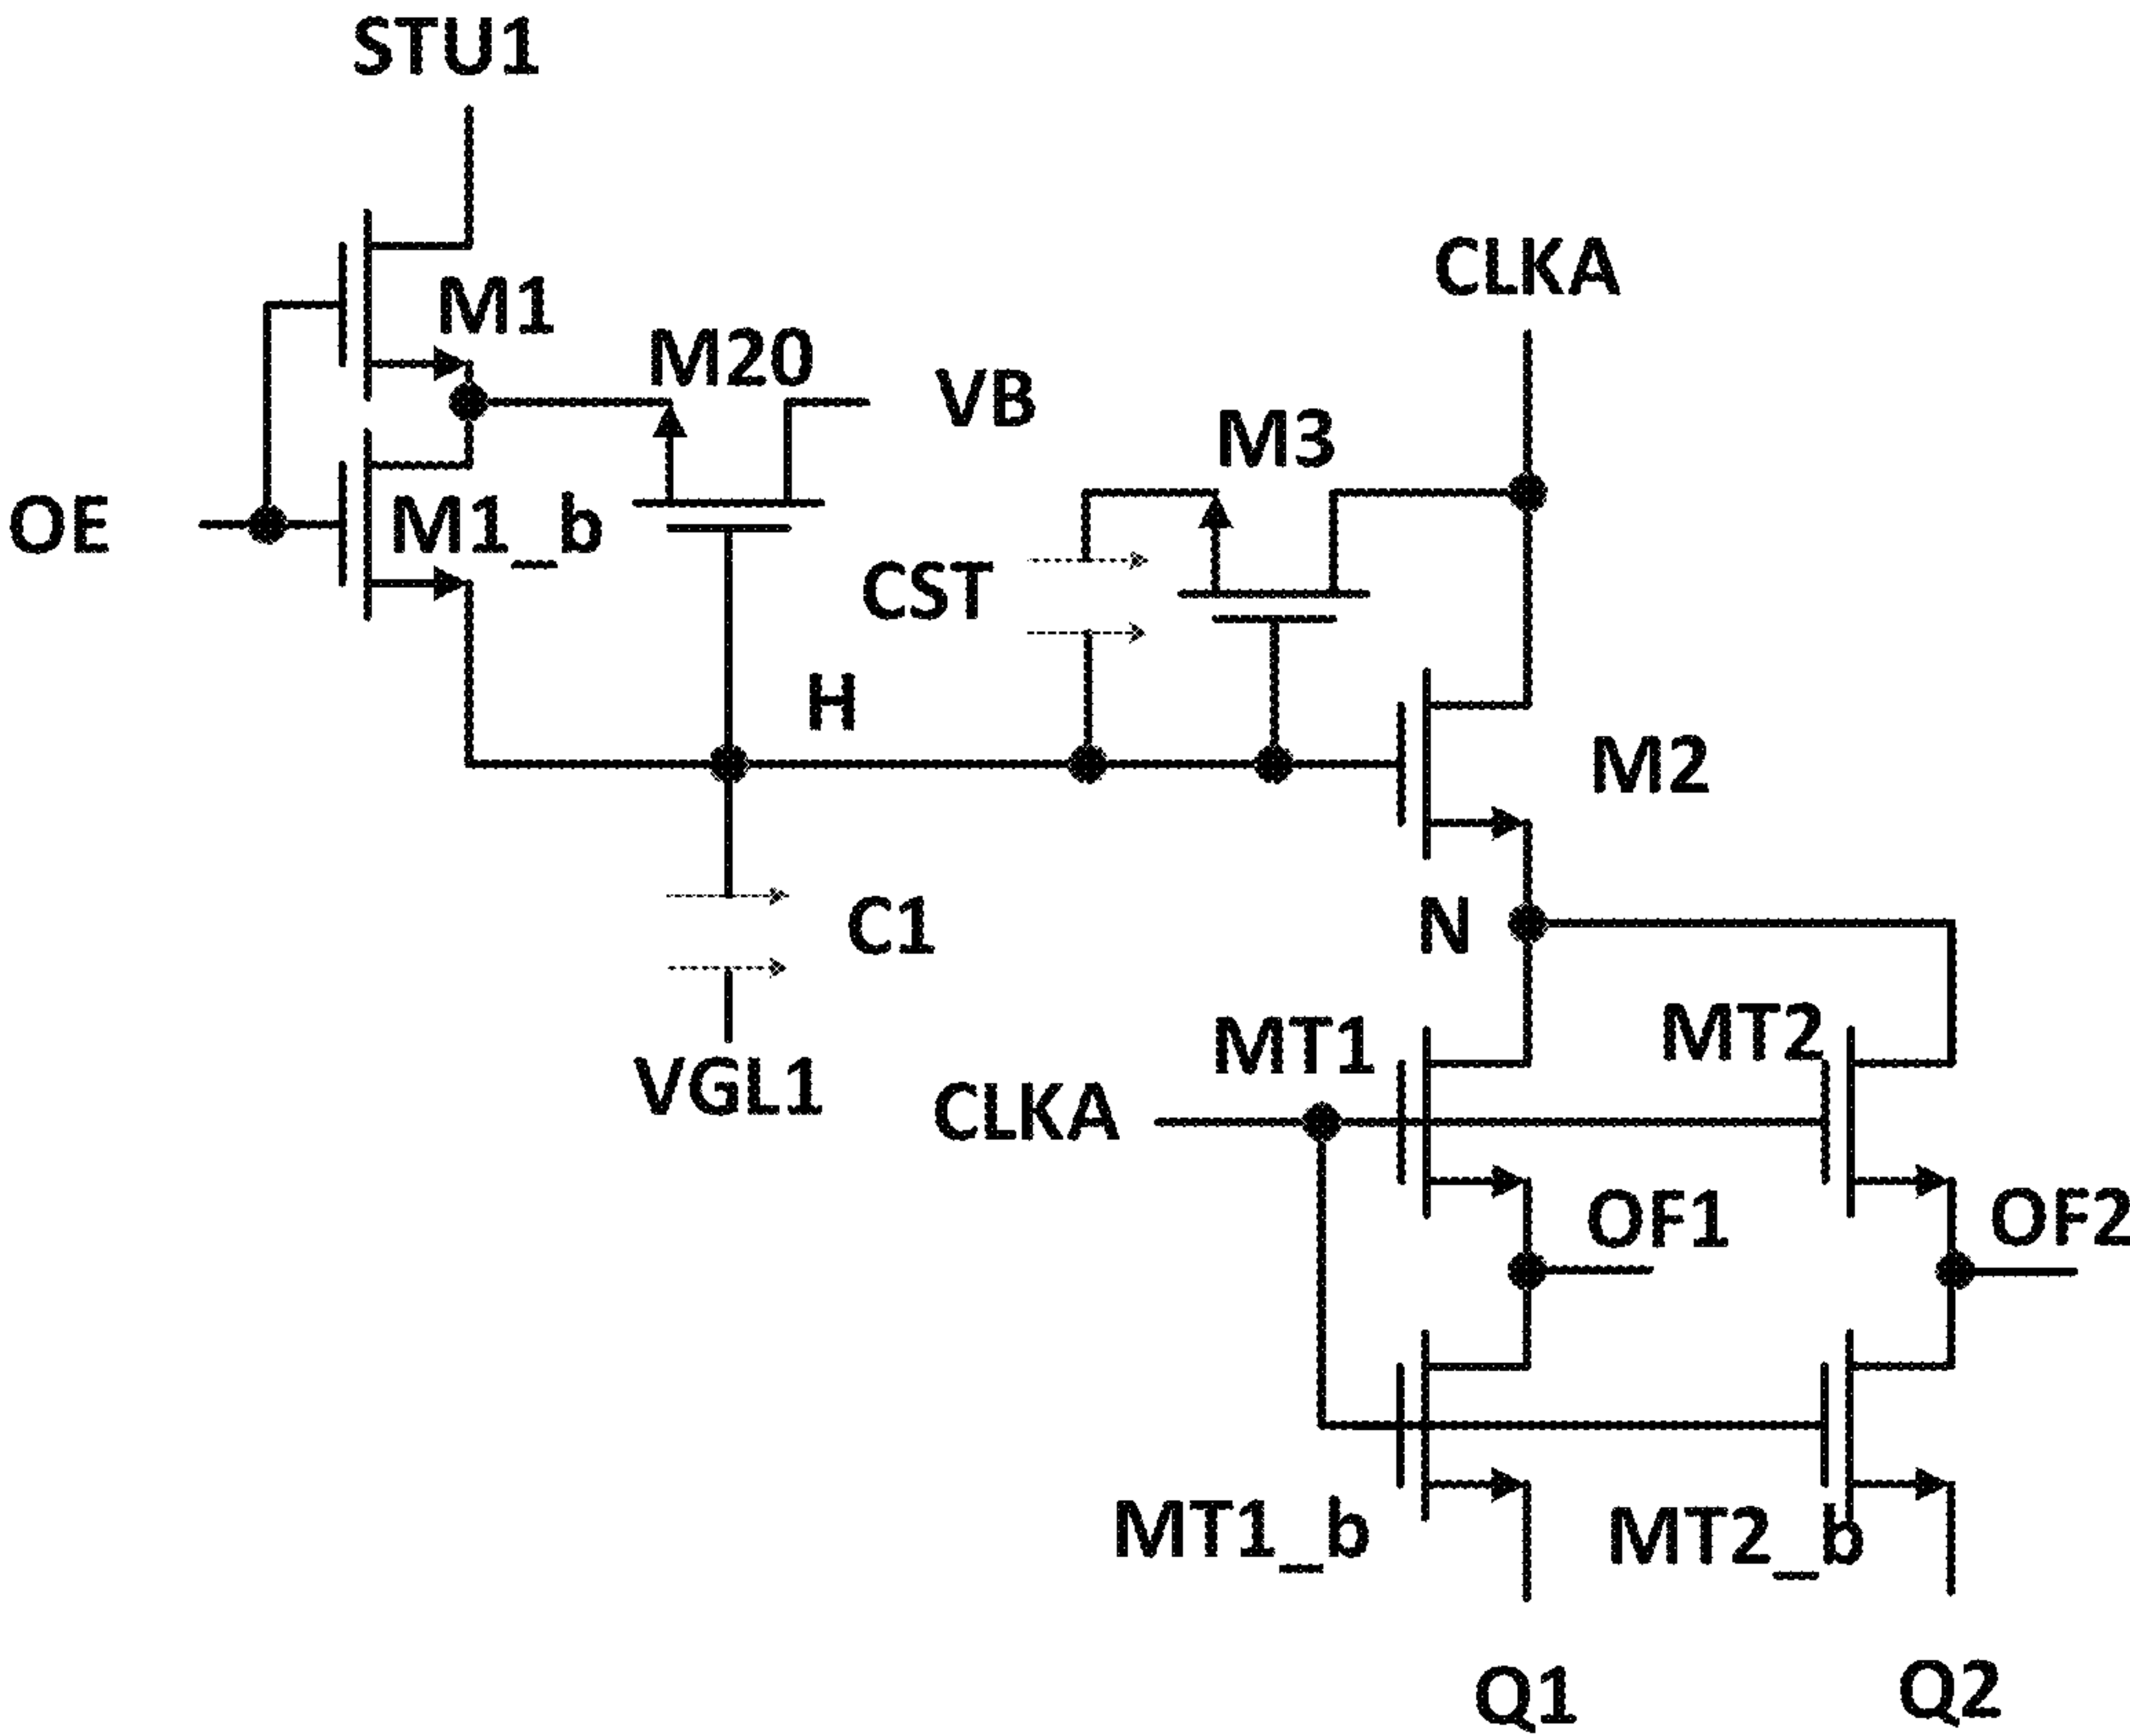 STU1
CLKA
M1
M20
VB
M3
OE
M1_b
CST
H
M2
C1
N
MT1
MT2
VGL1
CLKA
OF1
OF2
MT1_b
MT2_b
Q1
Q2